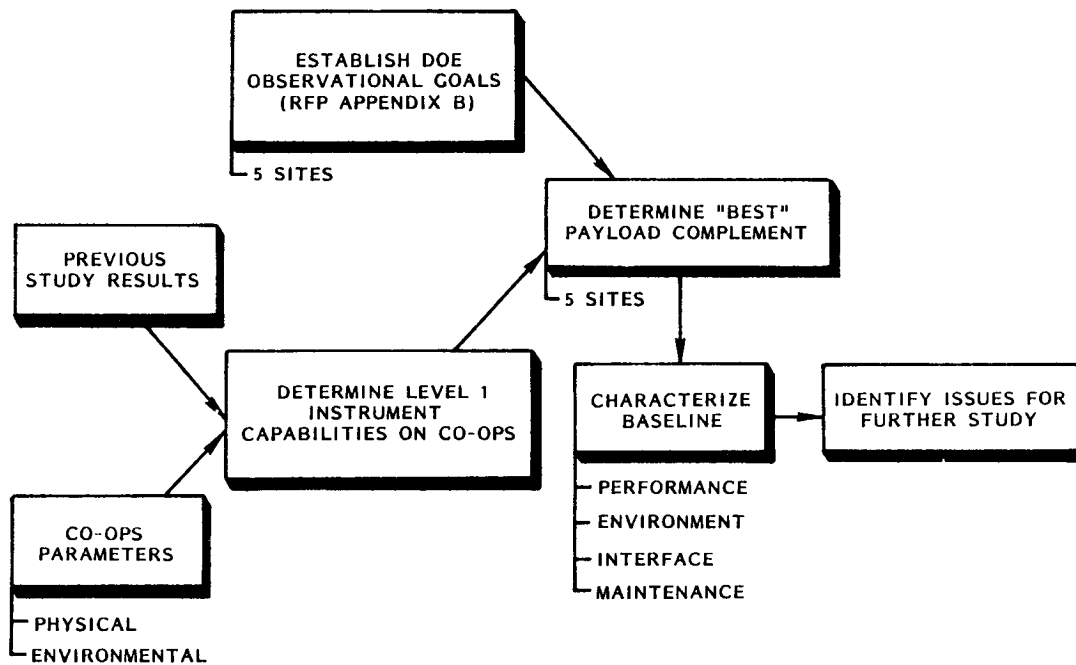 ESTABLISH DOE
OBSERVATIONAL GOALS
(RFP APPENDIX B)
5 SITES
PREVIOUS
STUDY RESULTS
CO-OPS
PARAMETERS
PHYSICAL
ENVIRONMENTAL
DETERMINE LEVEL 1
INSTRUMENT
CAPABILITIES ON CO-OPS
DETERMINE "BEST"
PAYLOAD COMPLEMENT
5 SITES
CHARACTERIZE
BASELINE
PERFORMANCE
ENVIRONMENT
INTERFACE
MAINTENANCE
IDENTIFY ISSUES FOR
FURTHER STUDY